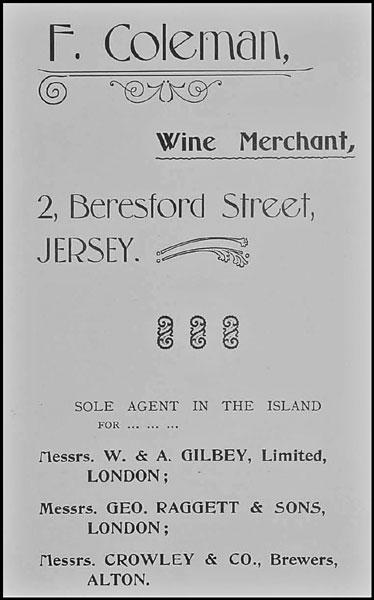 F. Coleman,
Wine Merchant,
2, Beresford Street,
JERSEY.
SOLE AGENT IN THE ISLAND
FOR ... ... ...
Messrs. W. & A. GILBEY, Limited,
LONDON;
Messrs. GEO. RAGGETT & SONS,
LONDON;
Messrs. CROWLEY & CO., Brewers,
ALTON.